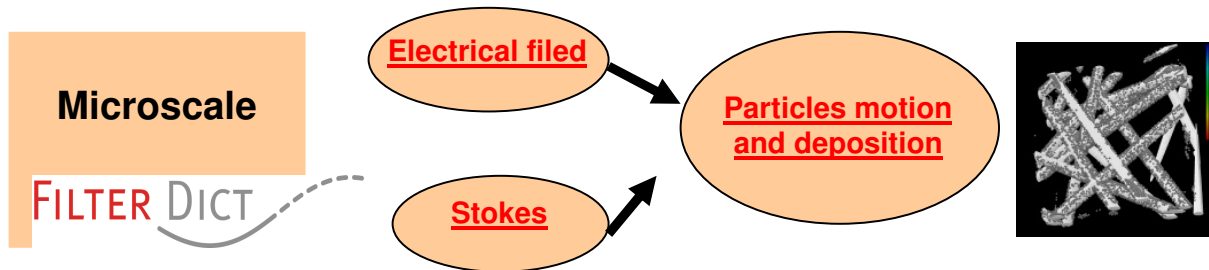 Microscale
FILTER DICT
Electrical filed
Stokes
Particles motion
and deposition